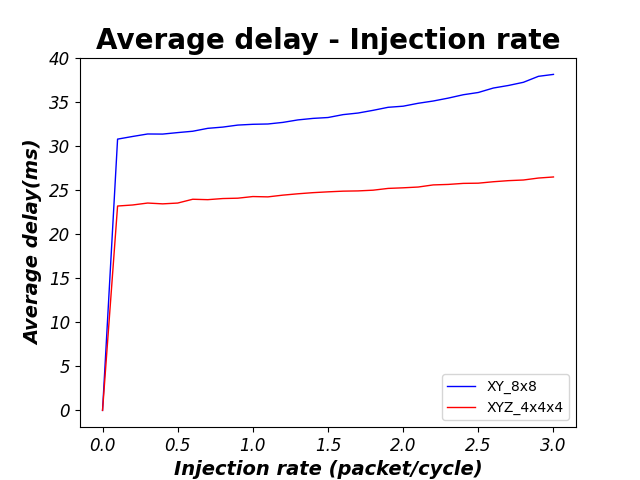 Average delay - Injection rate
40
35
30
25
20
15
10
5
0
Average delay(ms)
XY_8x8
XYZ_4x4x4
0.0 0.5 1.0 1.5 2.0 2.5 3.0
Injection rate (packet/cycle)